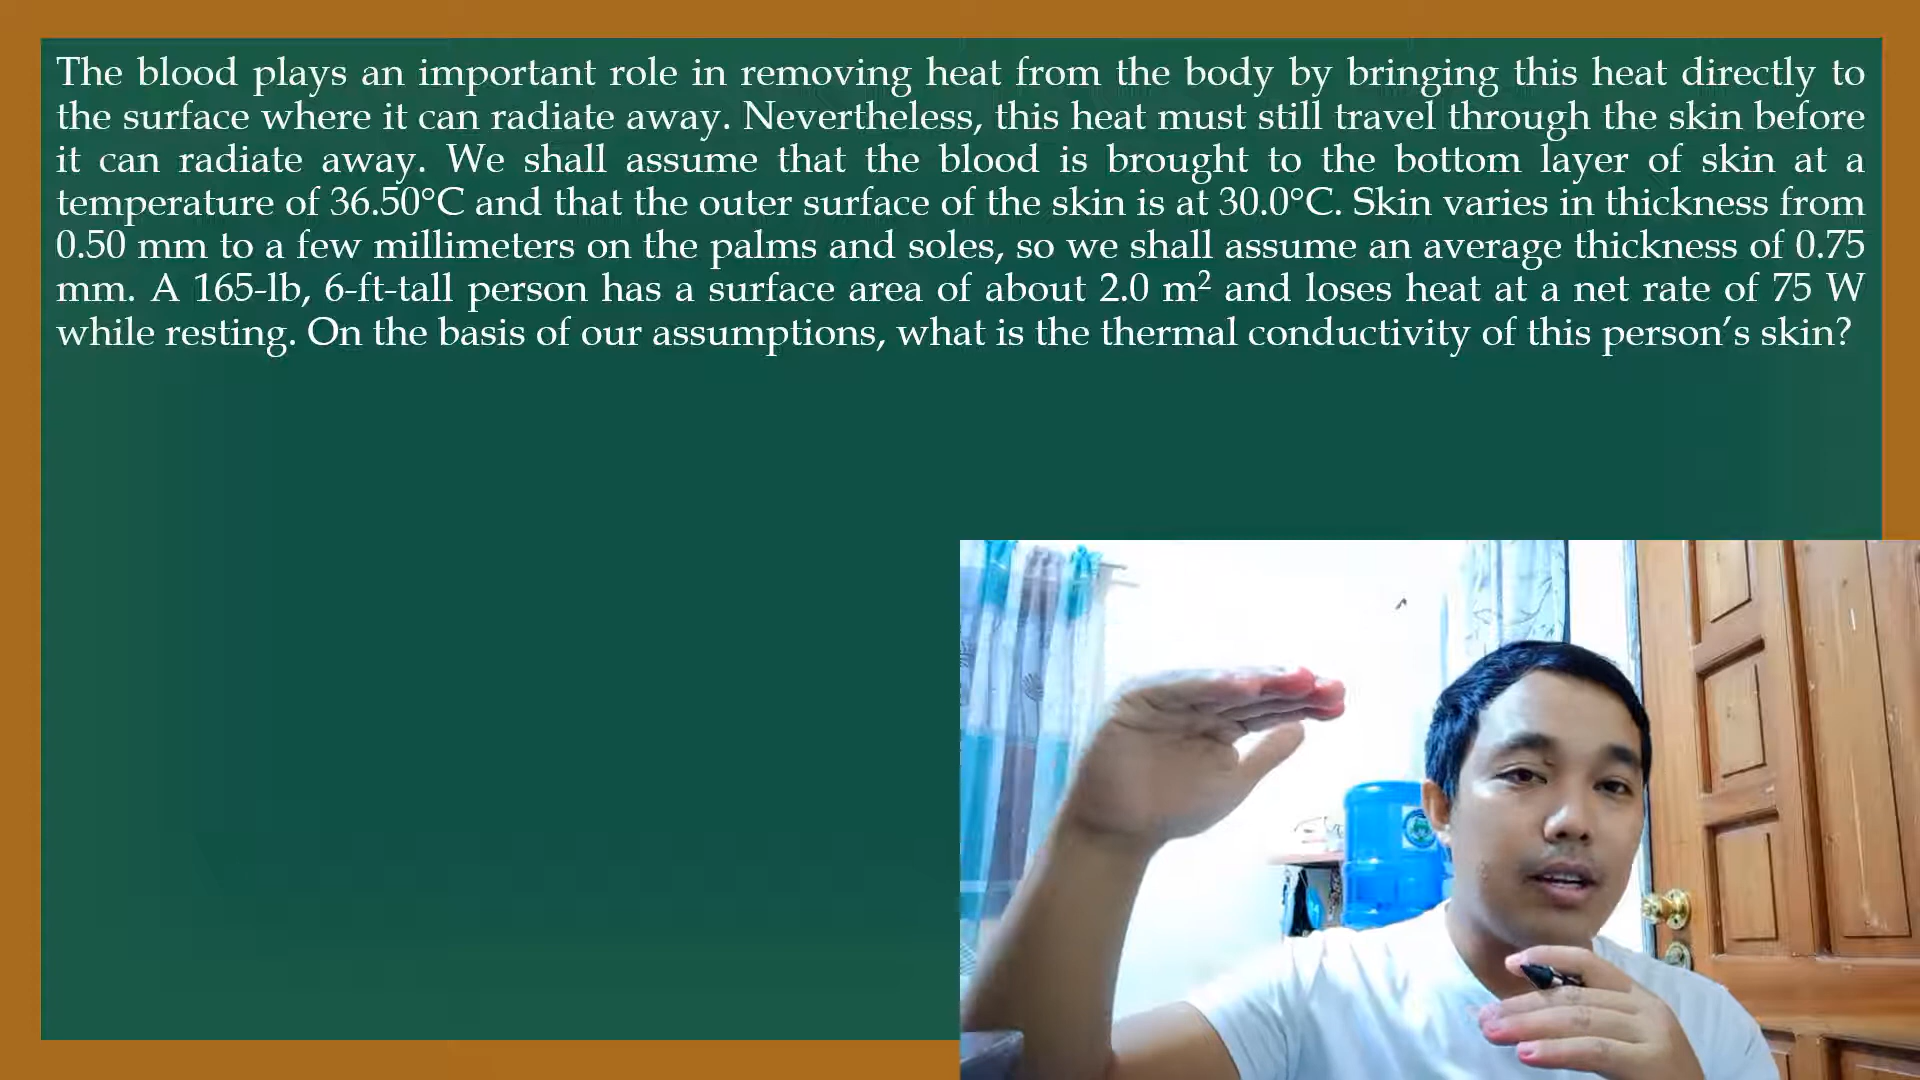 The blood plays an important role in removing heat from the body by bringing this heat directly to
the surface where it can radiate away. Nevertheless, this heat must still travel through the skin before
it can radiate away. We shall assume that the blood is brought to the bottom layer of skin at a
temperature of 36.50°C and that the outer surface of the skin is at 30.0°C. Skin varies in thickness from
0.50 mm to a few millimeters on the palms and soles, so we shall assume an average thickness of 0.75
mm. A 165-lb, 6-ft-tall person has a surface area of about 2.0 m² and loses heat at a net rate of 75 W
while resting. On the basis of our assumptions, what is the thermal conductivity of this person’s skin?